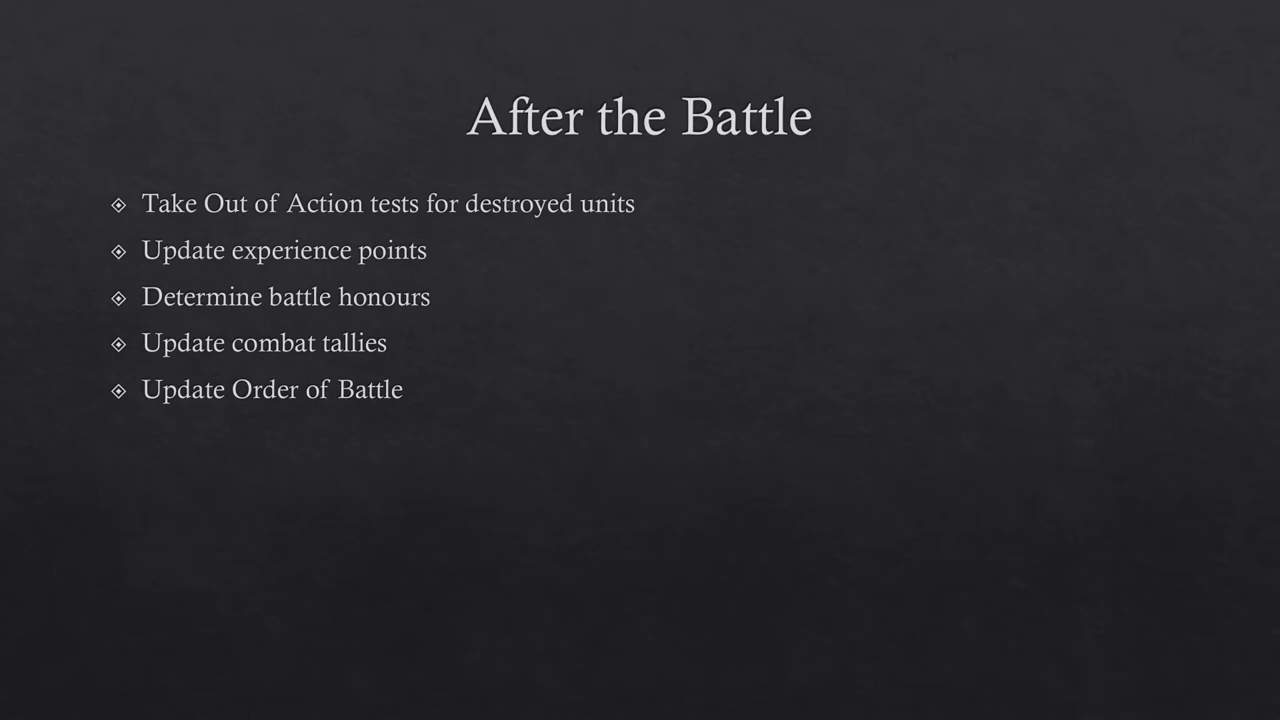 After the Battle
Take Out of Action tests for destroyed units
Update experience points
Determine battle honours
Update combat tallies
Update Order of Battle